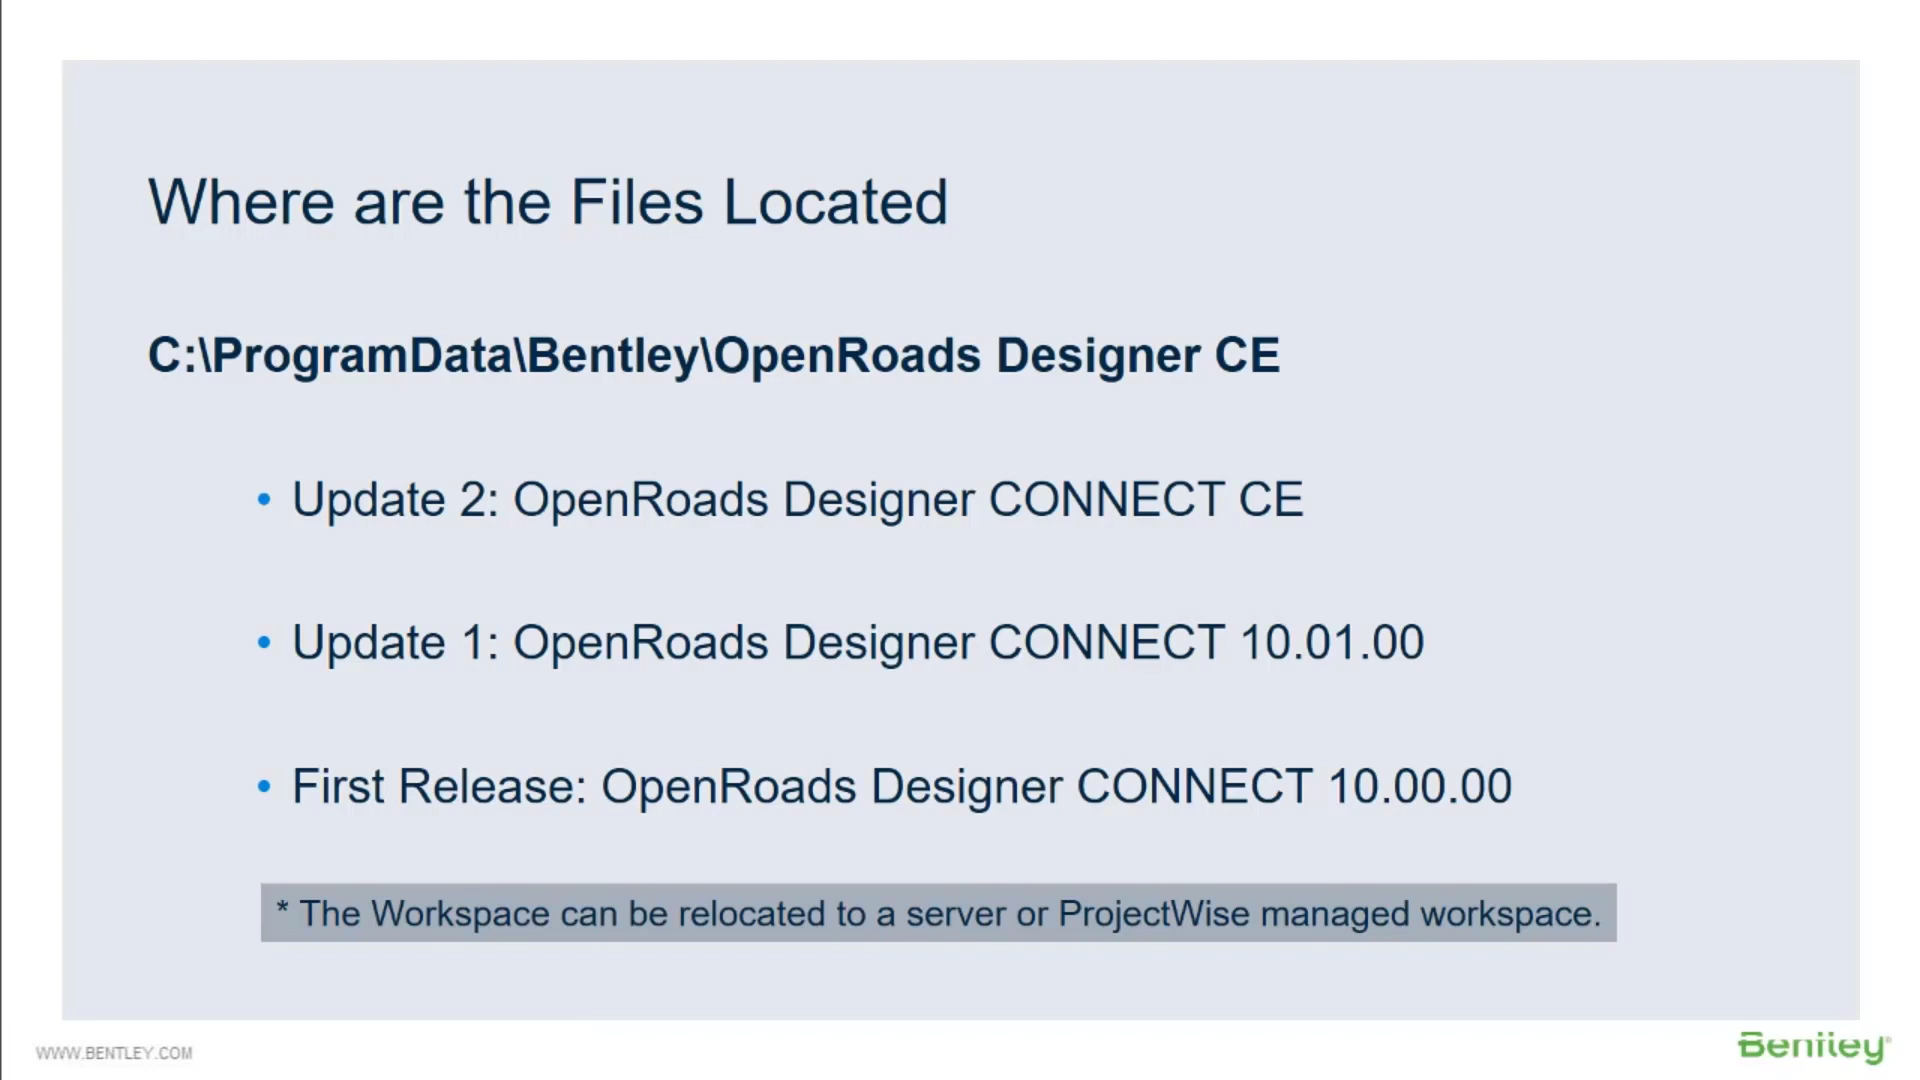 Where are the Files Located
C:\ProgramData\Bentley\OpenRoads Designer CE
• Update 2: OpenRoads Designer CONNECT CE
• Update 1: OpenRoads Designer CONNECT 10.01.00
• First Release: OpenRoads Designer CONNECT 10.00.00
* The Workspace can be relocated to a server or ProjectWise managed workspace.
WWW.BENTLEY.COM
Bentley®